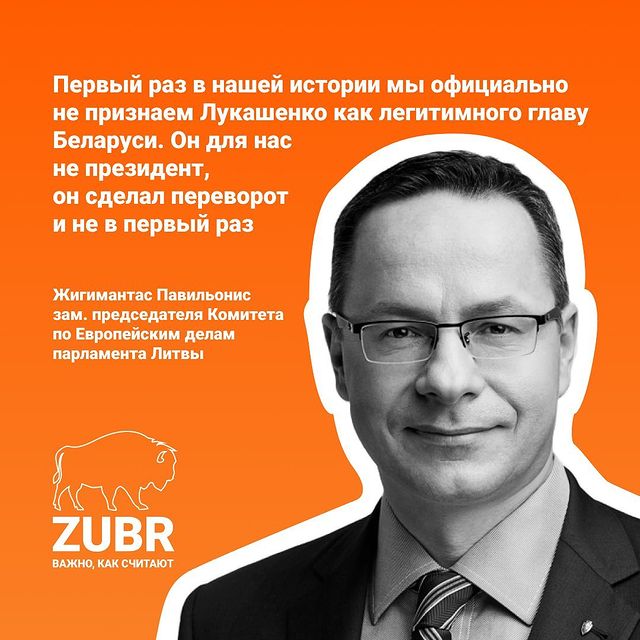 Первый раз в нашей истории мы официально
не признаем Лукашенко как легитимного главу
Беларуси. Он для нас
не президент,
он сделал переворот
и не в первый раз
Жигимантас Павильонис
зам. председателя Комитета
по Европейским делам
парламента Литвы
ZUBR
ВАЖНО, КАК СЧИТАЮТ